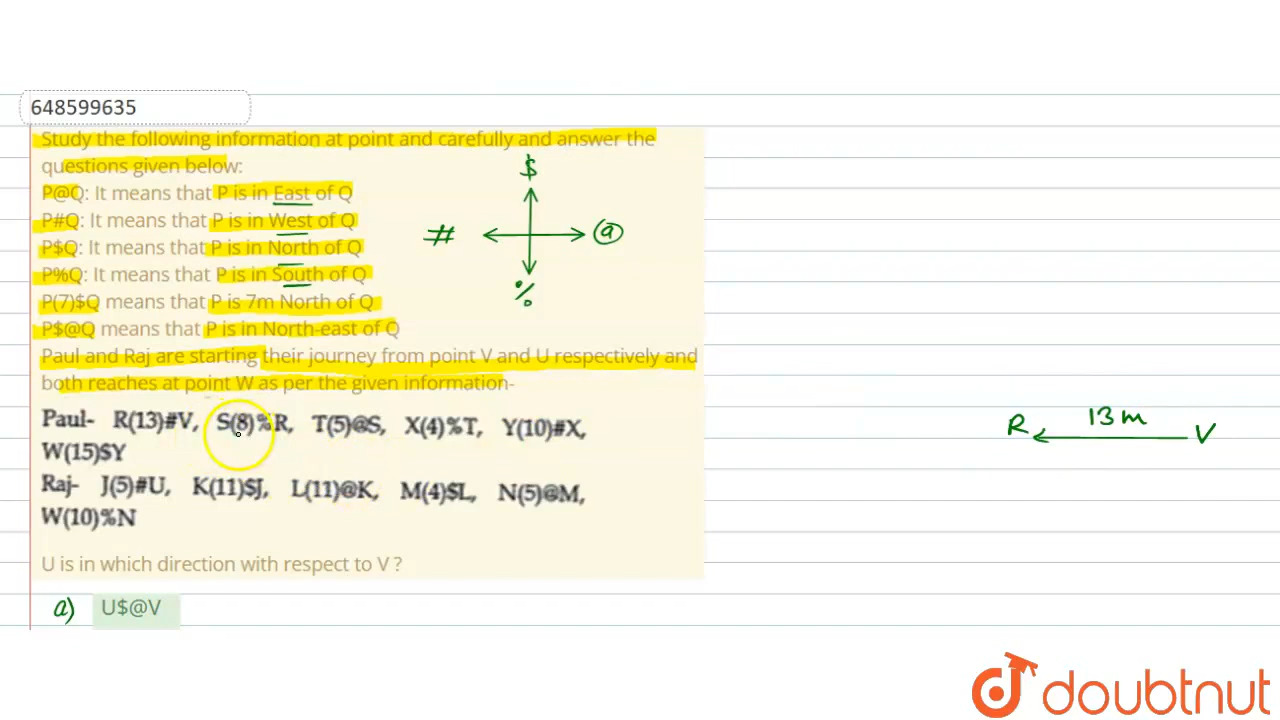 648599635
Study the following information at point and carefully and answer the
questions given below:
P@Q: It means that P is in East of Q
P#Q: It means that P is in West of Q
P$Q: It means that P is in North of Q
P%Q: It means that P is in South of Q
P(7)$Q means that P is 7m North of Q
P$@Q means that P is in North-east of Q
Paul and Raj are starting their journey from point V and U respectively and
both reaches at point W as per the given information-
Paul- R(13)#V, S(8)%R, T(5)@S, X(4)%T, Y(10)#X,
W(15)$Y
Raj- J(5)#U, K(11)$J, L(11)@K, M(4)$L, N(5)@M,
W(10)%N
U is in which direction with respect to V ?
a) U$@V
$
# @
%
13m
R V
doubtnut